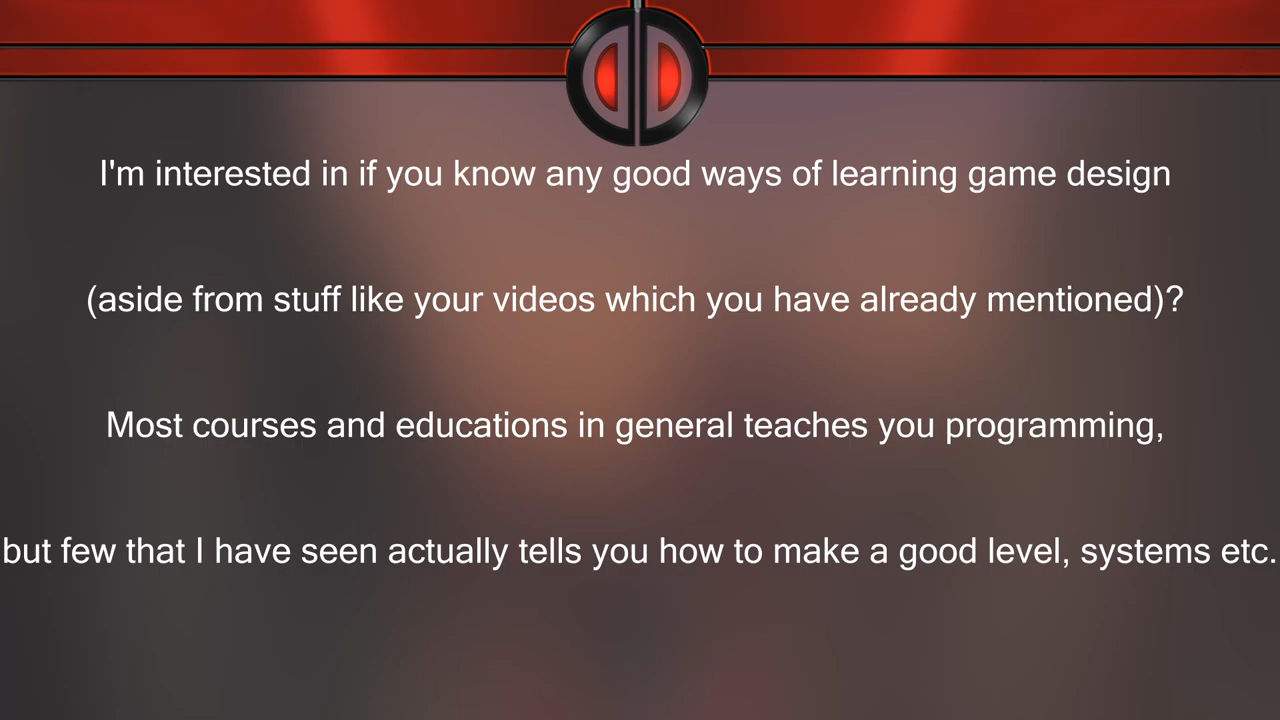 I'm interested in if you know any good ways of learning game design
(aside from stuff like your videos which you have already mentioned)?
Most courses and educations in general teaches you programming,
but few that I have seen actually tells you how to make a good level, systems etc.